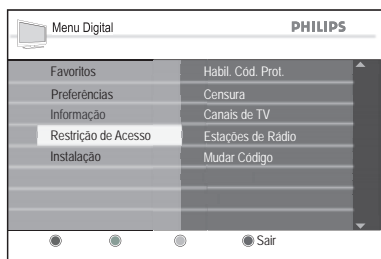 Menu Digital
PHILIPS
Favoritos
Preferências
Informação
Restrição de Acesso
Instalação
Habil. Cód. Prot.
Censura
Canais de TV
Estações de Rádio
Mudar Código
Sair